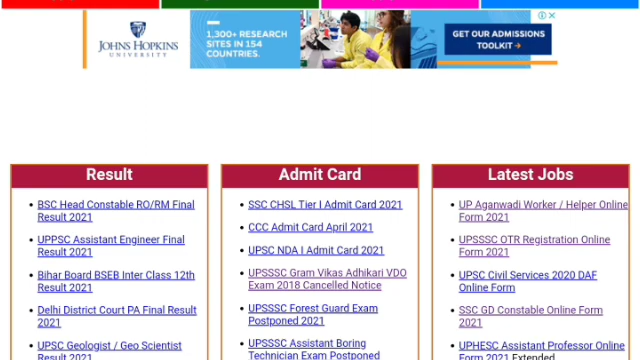 JOHNS HOPKINS
UNIVERSITY
1,300+ RESEARCH
SITES IN 154
COUNTRIES.
GET OUR ADMISSIONS
TOOLKIT →
Result
BSC Head Constable RO/RM Final
Result 2021
UPPSC Assistant Engineer Final
Result 2021
Bihar Board BSEB Inter Class 12th
Result 2021
Delhi District Court PA Final Result
2021
UPSC Geologist / Geo Scientist
Result 2021
Admit Card
SSC CHSL Tier I Admit Card 2021
CCC Admit Card April 2021
UPSC NDA I Admit Card 2021
UPSSSC Gram Vikas Adhikari VDO
Exam 2018 Cancelled Notice
UPSSSC Forest Guard Exam
Postponed 2021
UPSSSC Assistant Boring
Technician Exam Postponed
Latest Jobs
UP Aganwadi Worker / Helper Online
Form 2021
UPSSSC OTR Registration Online
Form 2021
UPSC Civil Services 2020 DAF
Online Form
SSC GD Constable Online Form
2021
UPHESC Assistant Professor Online
Form 2021 Extended